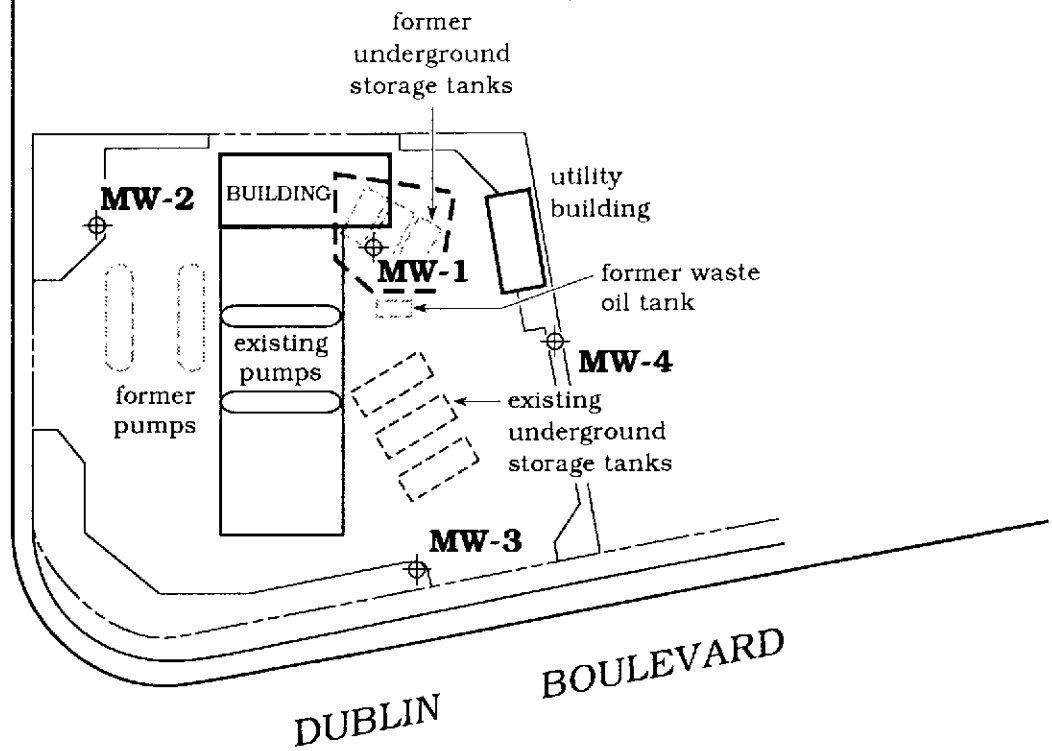 former
underground
storage tanks
BUILDING
utility
building
MW-2
MW-1
former waste
oil tank
existing
pumps
MW-4
former
pumps
existing
underground
storage tanks
MW-3
DUBLIN BOULEVARD